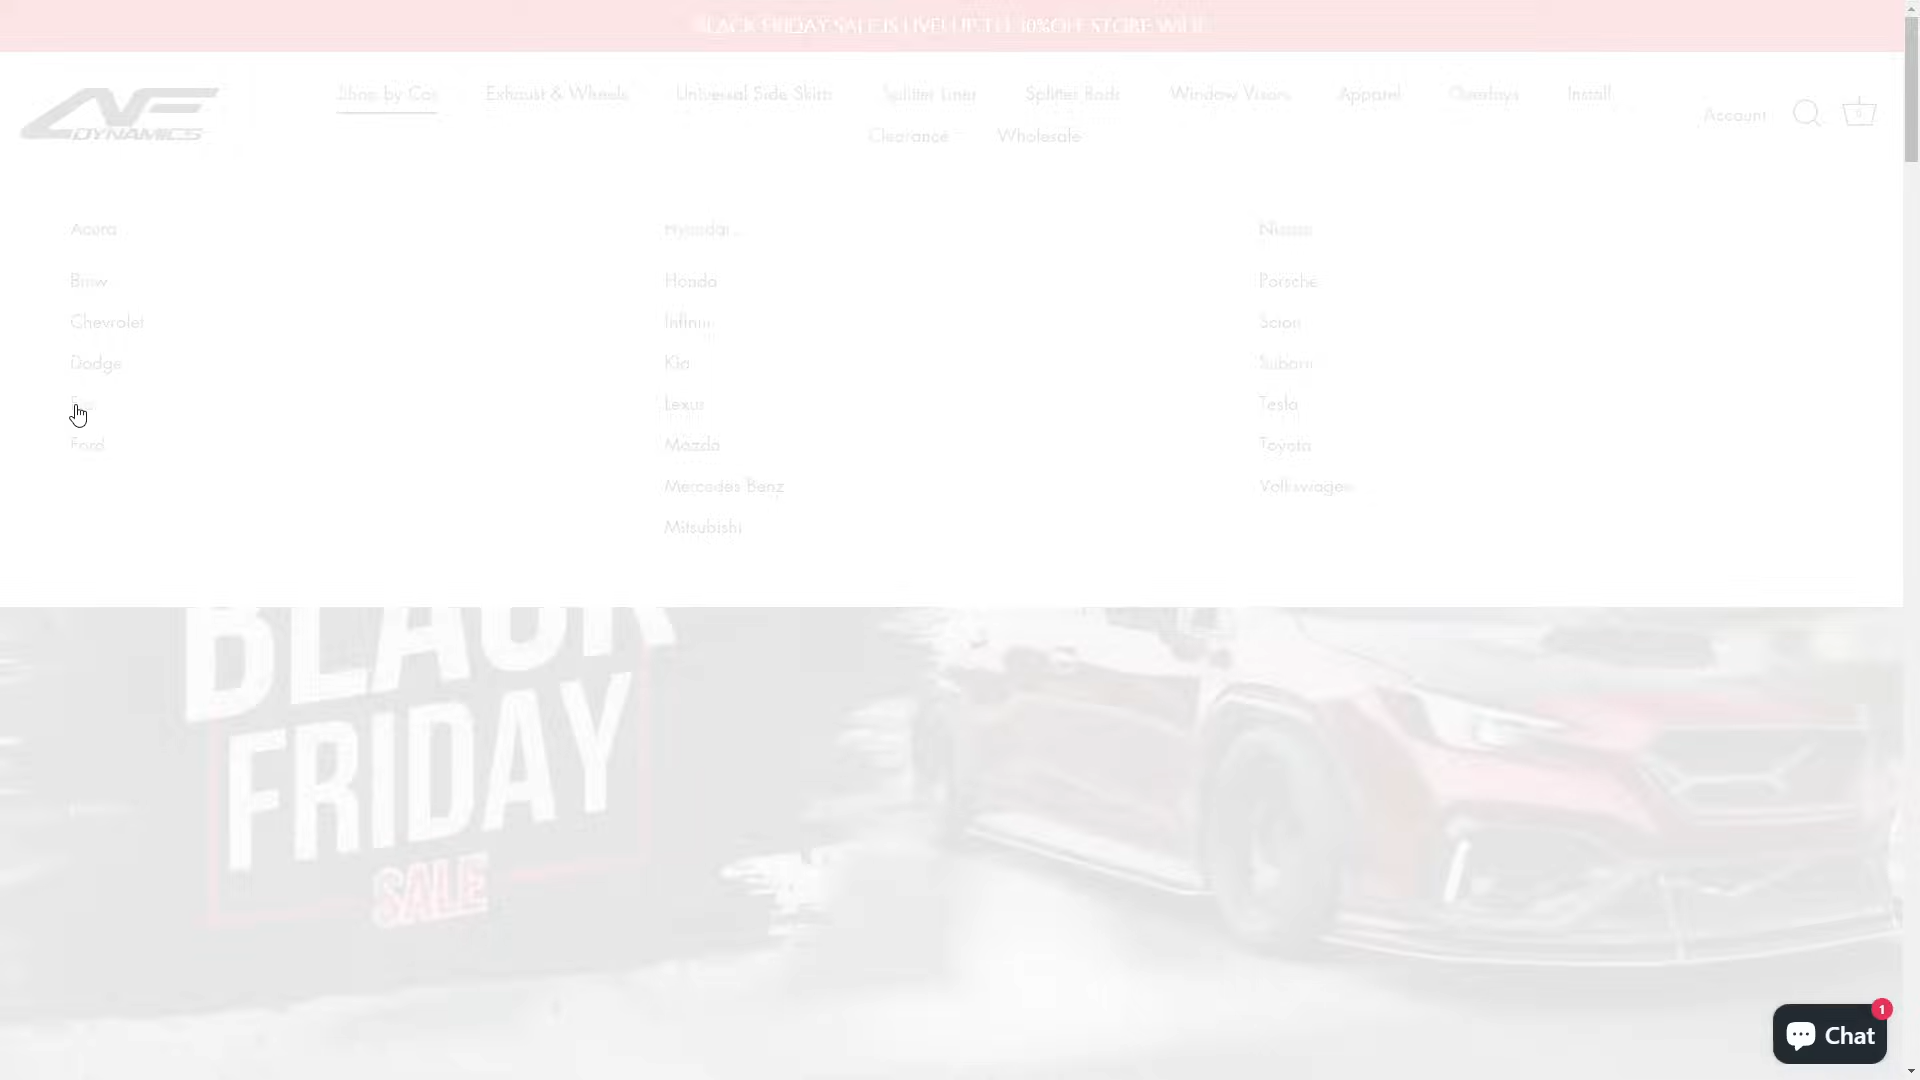 BLACK FRIDAY SALE IS LIVE! UP TO 30% OFF STORE WIDE
AF
DYNAMICS
Shop by Car
Exhaust & Wheels
Universal Side Skirts
Splitter Liner
Splitter Rods
Window Visors
Apparel
Overlays
Install
Clearance
Wholesale
Account
0
Acura
Hyundai
Nissan
Bmw
Honda
Porsche
Chevrolet
Infiniti
Scion
Dodge
Kia
Subaru
Lexus
Tesla
Ford
Mazda
Toyota
Mercedes Benz
Volkswagen
Mitsubishi
BLACK
FRIDAY
SALE
1
Chat